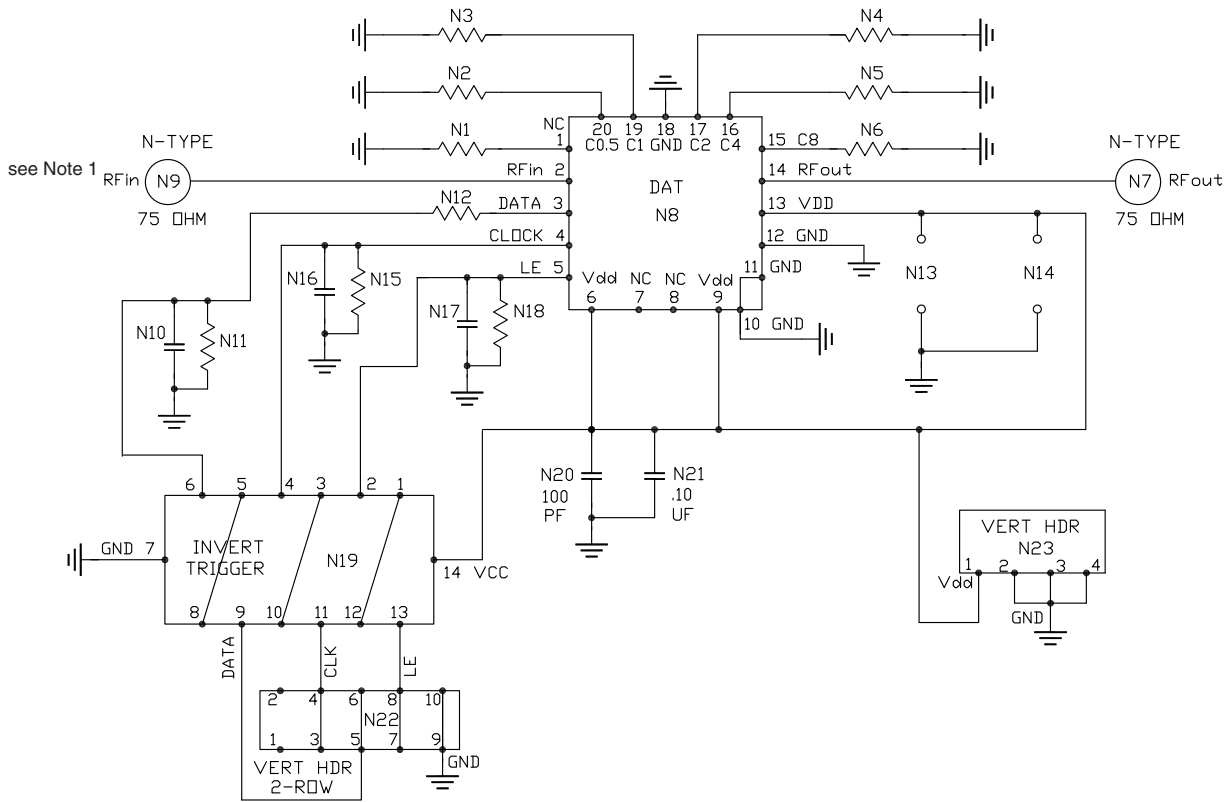 N3
N4
N2
N5
NC
20 19 18 17 16
C0.5 C1 GND C2 C4
N1
1
15 C8
N6
N-TYPE
N-TYPE
see Note 1
RFin
N9
RFin 2
14 RFout
N7
RFout
75 OHM
75 OHM
DAT
N8
N12
DATA 3
13 VDD
CLOCK 4
12 GND
LE 5
11
GND
Vdd NC NC Vdd
6 7 8 9
10 GND
N16
N15
N13
N14
N17
N18
N10
N11
N20
100
PF
N21
.10
UF
6 5 4 3 2 1
GND 7
INVERT
TRIGGER
N19
14 VCC
8 9 10 11 12 13
VERT HDR
N23
1 2 3 4
Vdd
GND
DATA
CLK
LE
2 4 6 8 10
N22
1 3 5 7 9
GND
VERT HDR
2-ROW